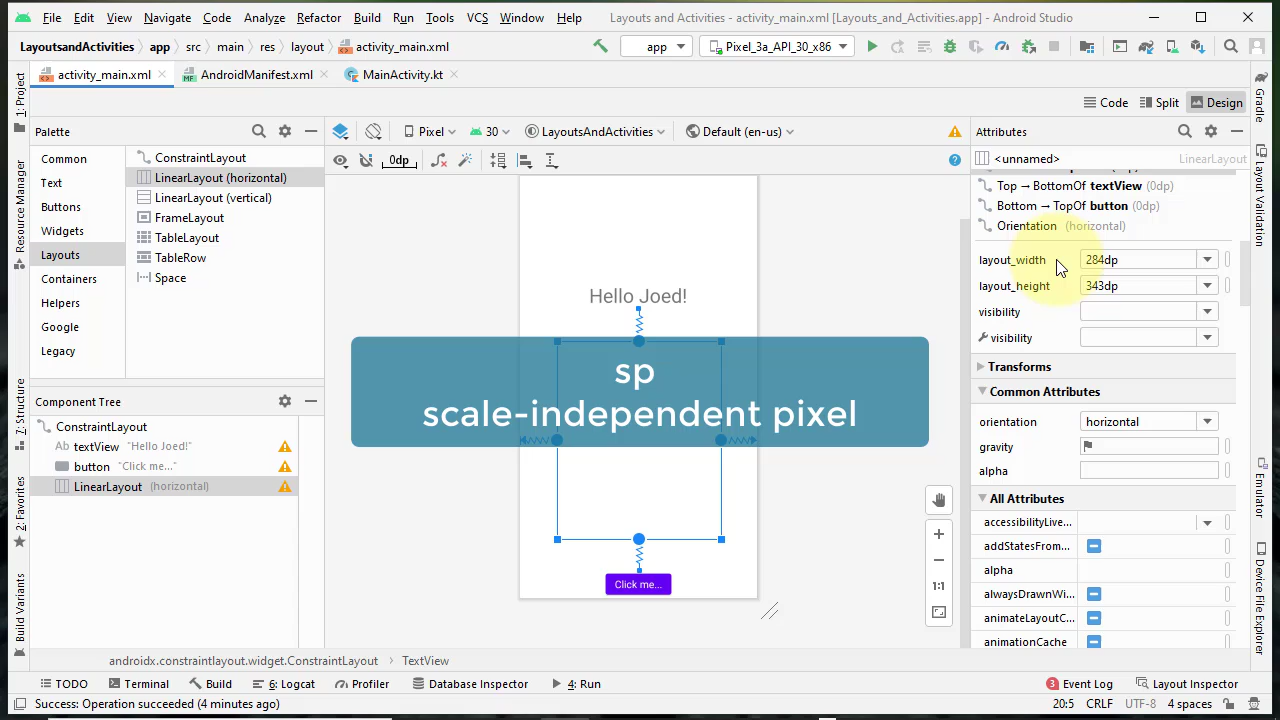 File Edit View Navigate Code Analyze Refactor Build Run Tools VCS Window Help Layouts and Activities - activity_main.xml [Layouts_and_Activities.app] - Android Studio
LayoutsandActivities app src main res layout activity_main.xml app Pixel_3a_API_30_x86
activity_main.xml AndroidManifest.xml MainActivity.kt
Code Split Design
Palette
Common
Text
Buttons
Widgets
Layouts
Containers
Helpers
Google
Legacy
ConstraintLayout
LinearLayout (horizontal)
LinearLayout (vertical)
FrameLayout
TableLayout
TableRow
Space
Component Tree
ConstraintLayout
Ab textView "Hello Joed!"
button "Click me..."
LinearLayout (horizontal)
Pixel 30 LayoutsAndActivities Default (en-us)
0dp
Hello Joed!
sp
scale-independent pixel
Click me...
1:1
Attributes
<unnamed> LinearLayout
Top → BottomOf textView (0dp)
Bottom → TopOf button (0dp)
Orientation (horizontal)
layout_width 284dp
layout_height 343dp
visibility
visibility
Transforms
Common Attributes
orientation horizontal
gravity
alpha
All Attributes
accessibilityLive...
addStatesFrom...
alpha
alwaysDrawnWi...
animateLayoutC...
animationCache
1: Project
Resource Manager
7: Structure
2: Favorites
Build Variants
Gradle
Layout Validation
Emulator
Device File Explorer
androidx.constraintlayout.widget.ConstraintLayout TextView
TODO Terminal Build 6: Logcat Profiler Database Inspector 4: Run 3 Event Log Layout Inspector
Success: Operation succeeded (4 minutes ago) 20:5 CRLF UTF-8 4 spaces